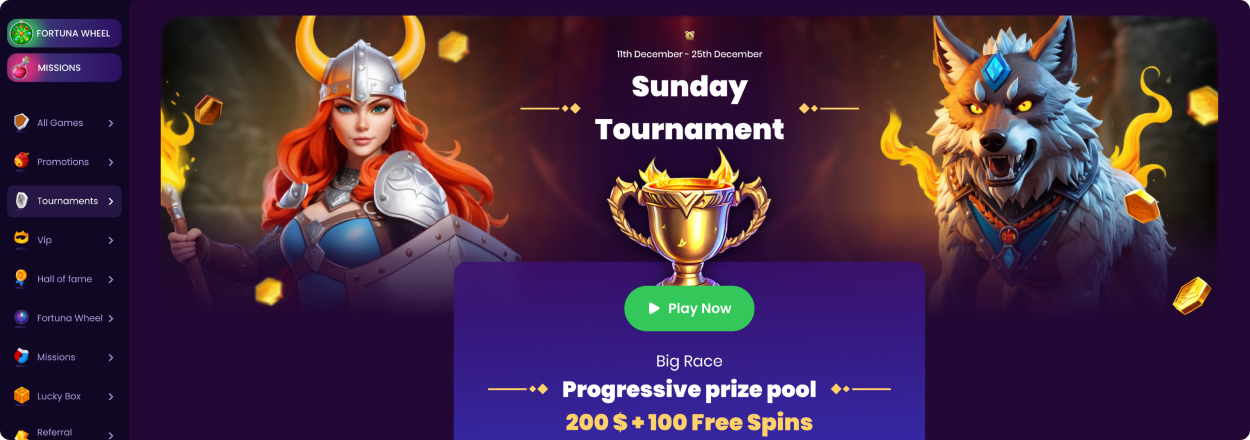 FORTUNA WHEEL
MISSIONS
All Games
Promotions
Tournaments
Vip
Hall of fame
Fortuna Wheel
Missions
Lucky Box
Referral
11th December - 25th December
Sunday
Tournament
Play Now
Big Race
Progressive prize pool
200 $ + 100 Free Spins